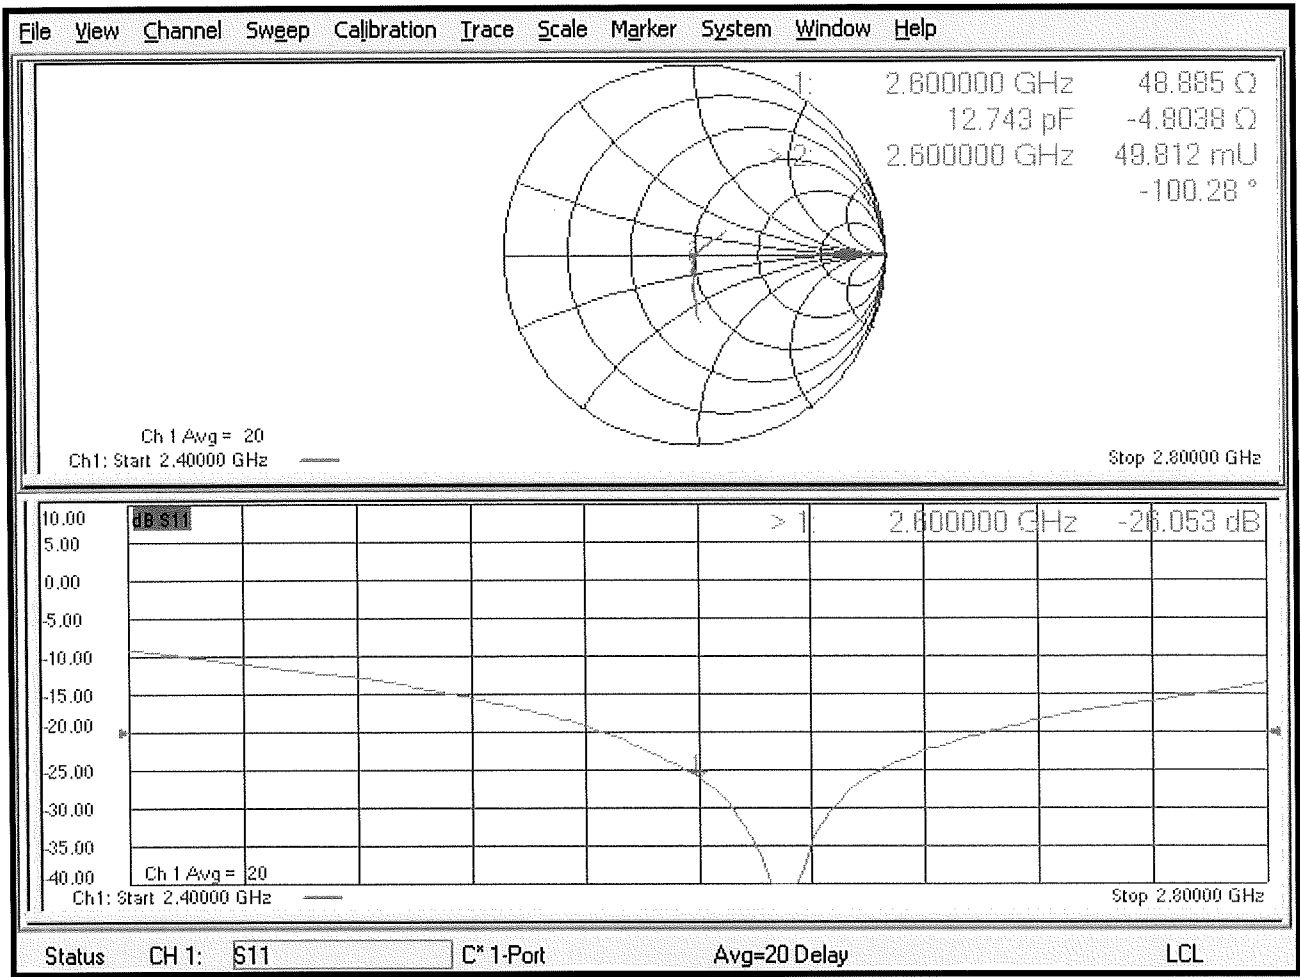 File View Channel Sweep Calibration Trace Scale Marker System Window Help
1: 2.600000 GHz 48.885 Ω
12.743 pF -4.8038 Ω
> 2: 2.600000 GHz 49.812 mU
-100.28 °
Ch 1 Avg = 20
Ch1: Start 2.40000 GHz Stop 2.80000 GHz
10.00 dB S11 > 1: 2.600000 GHz -26.053 dB
5.00
0.00
-5.00
-10.00
-15.00
-20.00
-25.00
-30.00
-35.00
-40.00 Ch 1 Avg = 20
Ch1: Start 2.40000 GHz Stop 2.80000 GHz
Status CH 1: S11 C* 1-Port Avg=20 Delay LCL